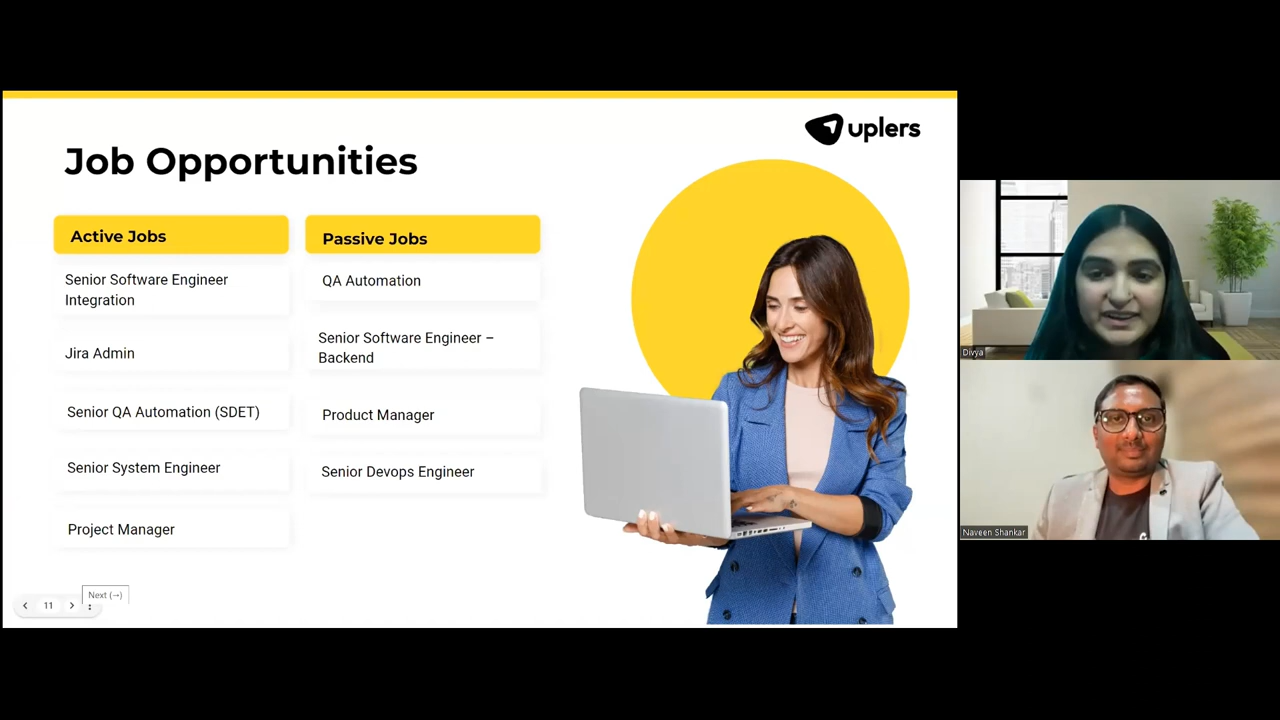 uplers
Job Opportunities
Active Jobs
Senior Software Engineer
Integration
Jira Admin
Senior QA Automation (SDET)
Senior System Engineer
Project Manager
Passive Jobs
QA Automation
Senior Software Engineer –
Backend
Product Manager
Senior Devops Engineer
Next (→)
11
Divya
Naveen Shankar